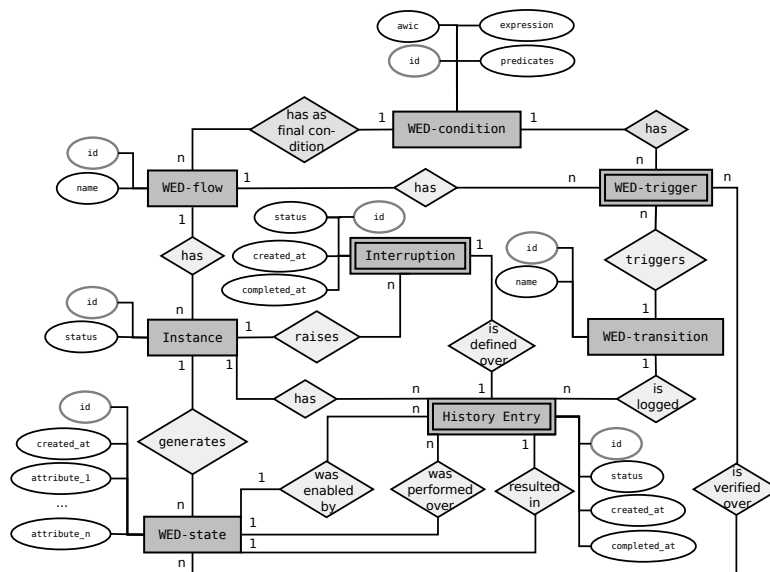 awic
expression
id
predicates
has as
final con-
dition
1
WED-condition
1
has
n
n
id
name
WED-flow
1
has
n
WED-trigger
n
1
n
status
id
created_at
completed_at
Interruption
1
n
has
id
name
triggers
n
1
id
status
Instance
1
raises
is
defined
over
WED-transition
1
1
1
has
n
1
n
is
logged
id
created_at
attribute_1
...
attribute_n
generates
n
History Entry
n
1
id
status
created_at
completed_at
1
was
enabled
by
was
performed
over
resulted
in
is verified
over
n
WED-state
1
1
n